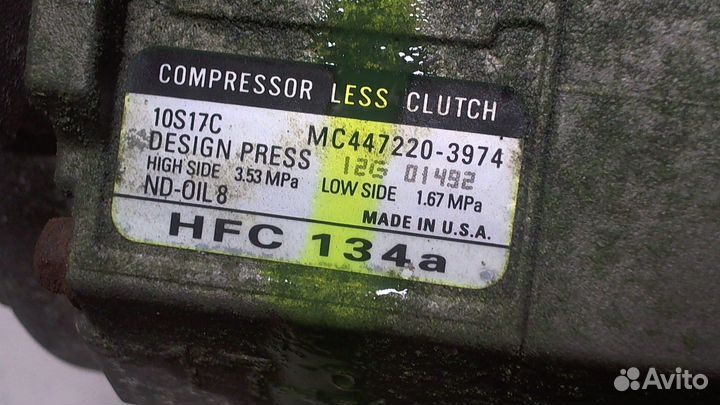 COMPRESSOR LESS CLUTCH
10S17C MC447220-3974
DESIGN PRESS 12G 01492
HIGH SIDE 3.53 MPa LOW SIDE 1.67 MPa
ND-OIL 8 MADE IN U.S.A.
HFC 134a
Avito